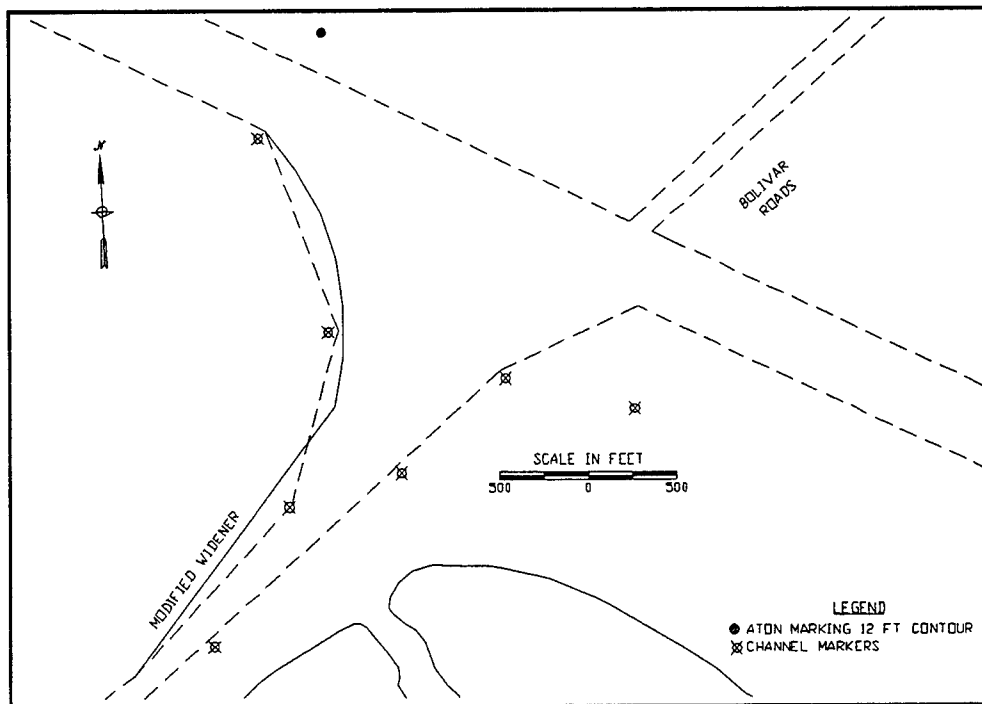 N
BOLIVAR
ROADS
SCALE IN FEET
500 0 500
MODIFIED WIDENER
LEGEND
ATON MARKING 12 FT CONTOUR
CHANNEL MARKERS